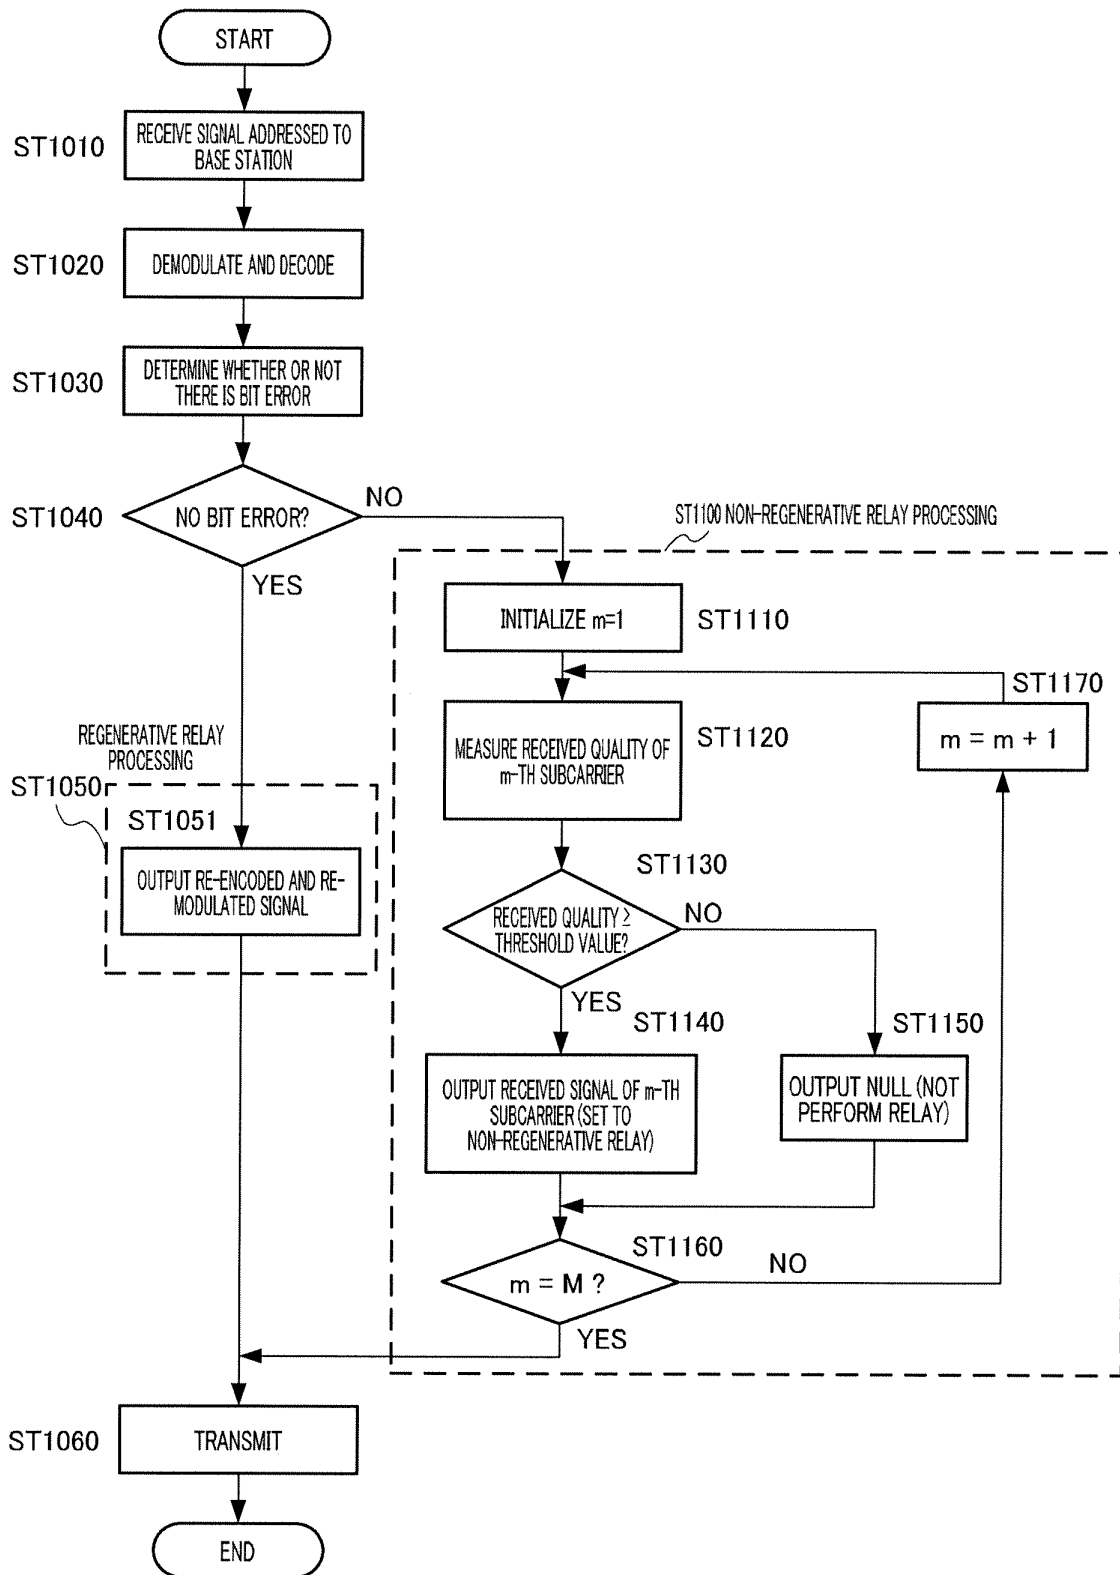 START
ST1010
RECEIVE SIGNAL ADDRESSED TO
BASE STATION
ST1020
DEMODULATE AND DECODE
ST1030
DETERMINE WHETHER OR NOT
THERE IS BIT ERROR
ST1040
NO BIT ERROR?
NO
YES
ST1100 NON-REGENERATIVE RELAY PROCESSING
INITIALIZE m=1
ST1110
ST1170
m = m + 1
MEASURE RECEIVED QUALITY OF
m-TH SUBCARRIER
ST1120
REGENERATIVE RELAY
PROCESSING
ST1050
ST1051
OUTPUT RE-ENCODED AND RE-
MODULATED SIGNAL
ST1130
RECEIVED QUALITY ≧
THRESHOLD VALUE?
NO
YES
ST1140
OUTPUT RECEIVED SIGNAL OF m-TH
SUBCARRIER (SET TO
NON-REGENERATIVE RELAY)
ST1150
OUTPUT NULL (NOT
PERFORM RELAY)
ST1160
m = M ?
NO
YES
ST1060
TRANSMIT
END